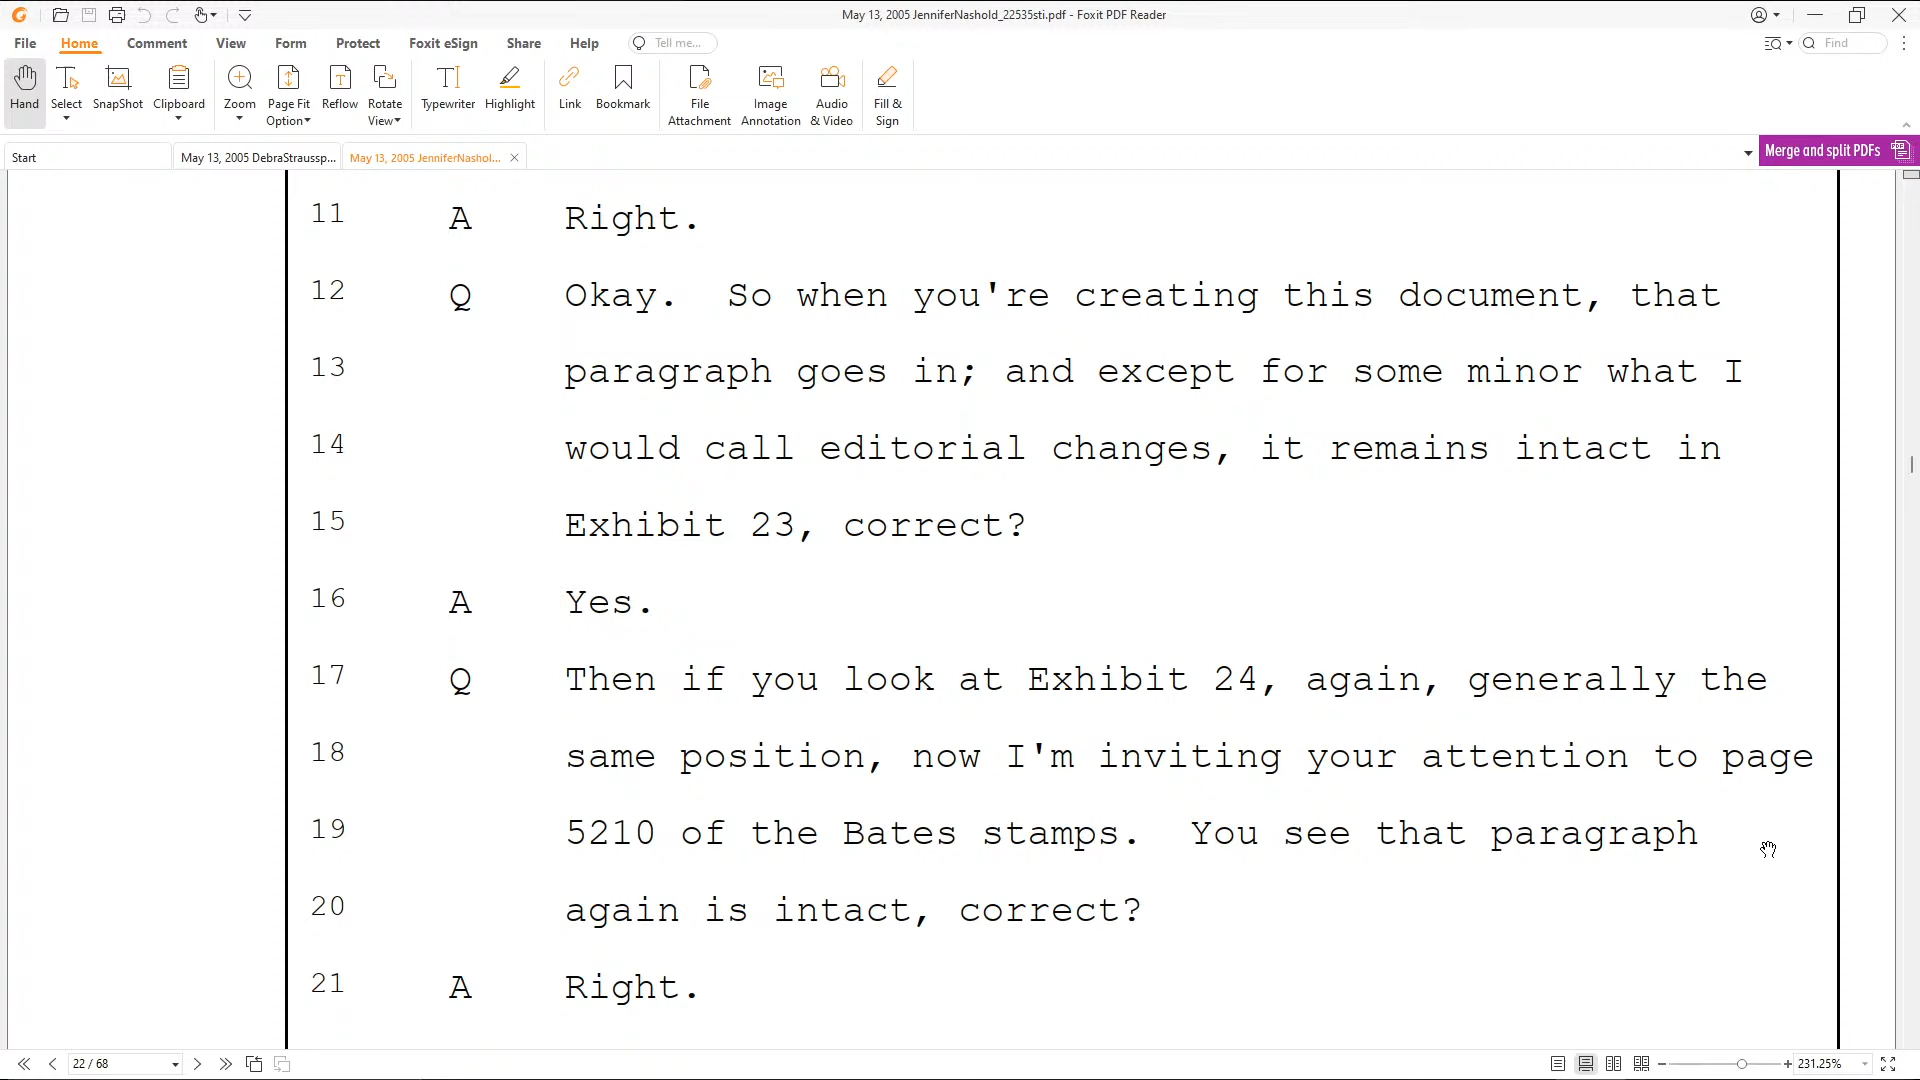 May 13, 2005 JenniferNashold_22535sti.pdf - Foxit PDF Reader
File Home Comment View Form Protect Foxit eSign Share Help Tell me... Find
Hand Select SnapShot Clipboard Zoom Page Fit Option Reflow Rotate View Typewriter Highlight Link Bookmark File Attachment Image Annotation Audio & Video Fill & Sign
Start May 13, 2005 DebraStraussp... May 13, 2005 JenniferNashol... Merge and split PDFs
11 A Right.
12 Q Okay. So when you're creating this document, that
13 paragraph goes in; and except for some minor what I
14 would call editorial changes, it remains intact in
15 Exhibit 23, correct?
16 A Yes.
17 Q Then if you look at Exhibit 24, again, generally the
18 same position, now I'm inviting your attention to page
19 5210 of the Bates stamps. You see that paragraph
20 again is intact, correct?
21 A Right.
22 / 68 231.25%